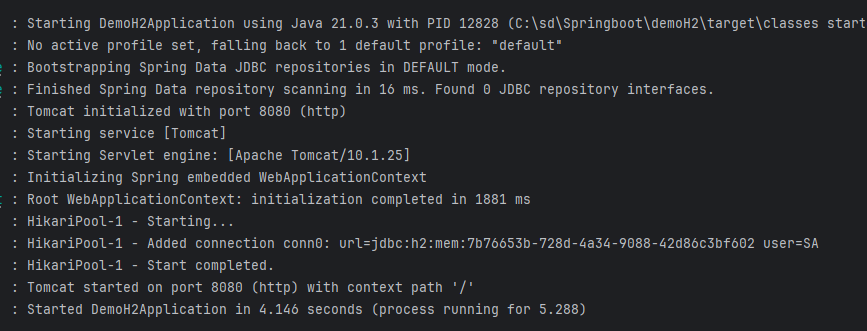 : Starting DemoH2Application using Java 21.0.3 with PID 12828 (C:\sd\Springboot\demoH2\target\classes start
: No active profile set, falling back to 1 default profile: "default"
: Bootstrapping Spring Data JDBC repositories in DEFAULT mode.
: Finished Spring Data repository scanning in 16 ms. Found 0 JDBC repository interfaces.
: Tomcat initialized with port 8080 (http)
: Starting service [Tomcat]
: Starting Servlet engine: [Apache Tomcat/10.1.25]
: Initializing Spring embedded WebApplicationContext
: Root WebApplicationContext: initialization completed in 1881 ms
: HikariPool-1 - Starting...
: HikariPool-1 - Added connection conn0: url=jdbc:h2:mem:7b76653b-728d-4a34-9088-42d86c3bf602 user=SA
: HikariPool-1 - Start completed.
: Tomcat started on port 8080 (http) with context path '/'
: Started DemoH2Application in 4.146 seconds (process running for 5.288)